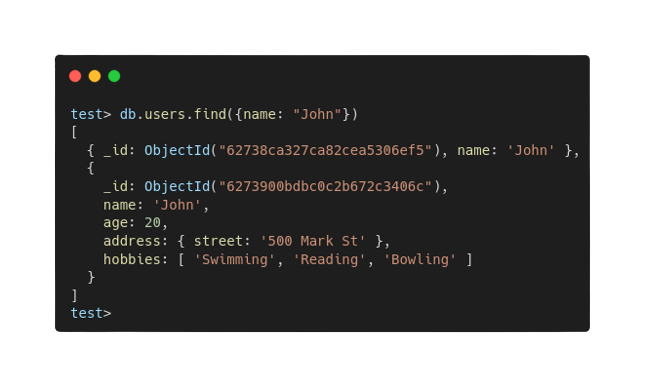 test> db.users.find({name: "John"})
[
  { _id: ObjectId("62738ca327ca82cea5306ef5"), name: 'John' },
  {
    _id: ObjectId("6273900bdbc0c2b672c3406c"),
    name: 'John',
    age: 20,
    address: { street: '500 Mark St' },
    hobbies: [ 'Swimming', 'Reading', 'Bowling' ]
  }
]
test>